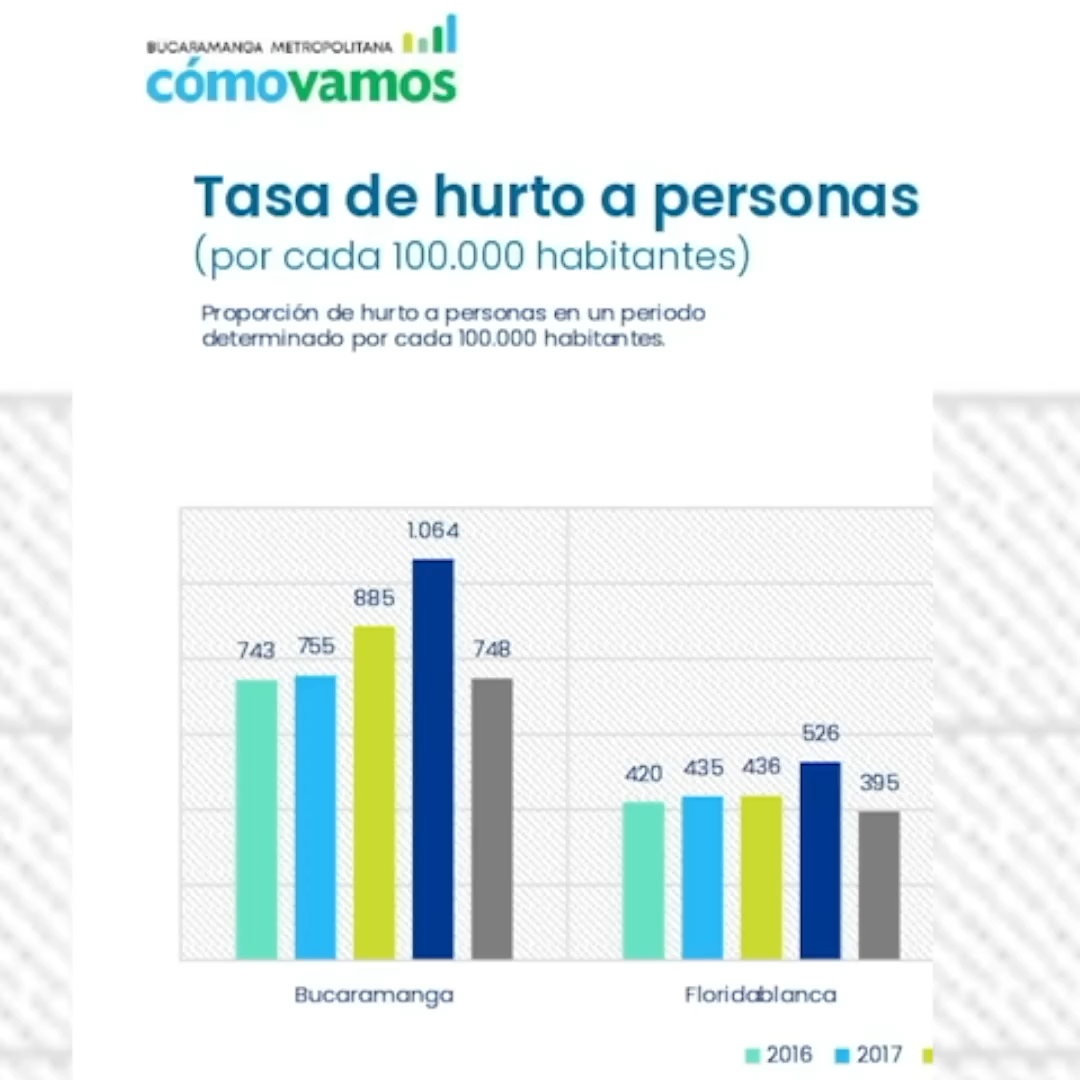 BUCARAMANGA METROPOLITANA
cómovamos
Tasa de hurto a personas
(por cada 100.000 habitantes)
Proporción de hurto a personas en un periodo
determinado por cada 100.000 habitantes.
743 755 885 1.064 748
420 435 436 526 395
Bucaramanga Floridablanca
2016 2017